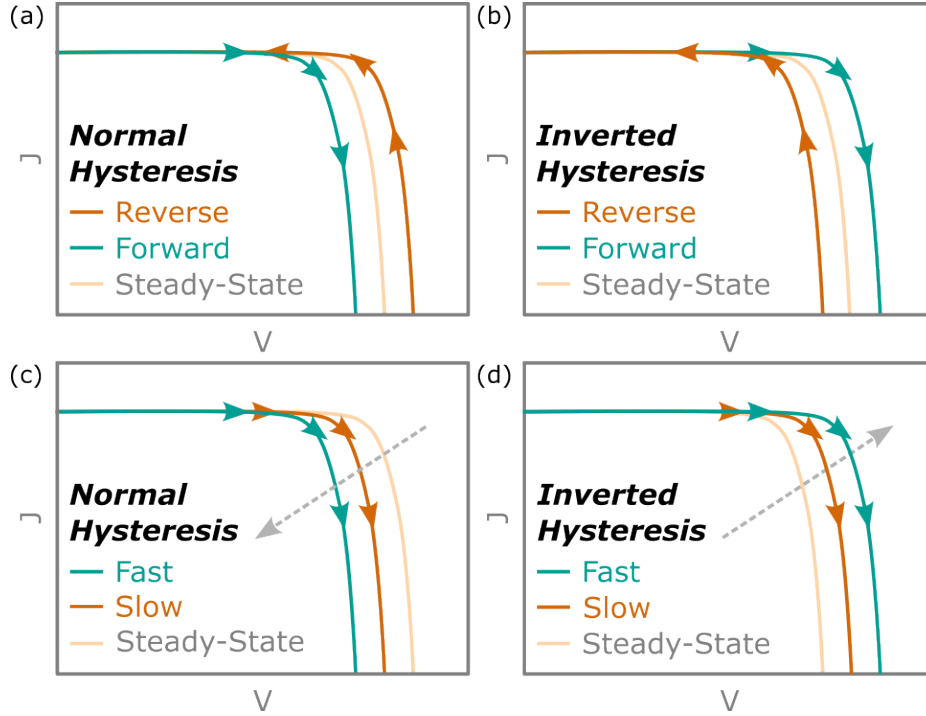 (a)
Normal
Hysteresis
Reverse
Forward
Steady-State
J
V
(b)
Inverted
Hysteresis
Reverse
Forward
Steady-State
J
V
(c)
Normal
Hysteresis
Fast
Slow
Steady-State
J
V
(d)
Inverted
Hysteresis
Fast
Slow
Steady-State
J
V